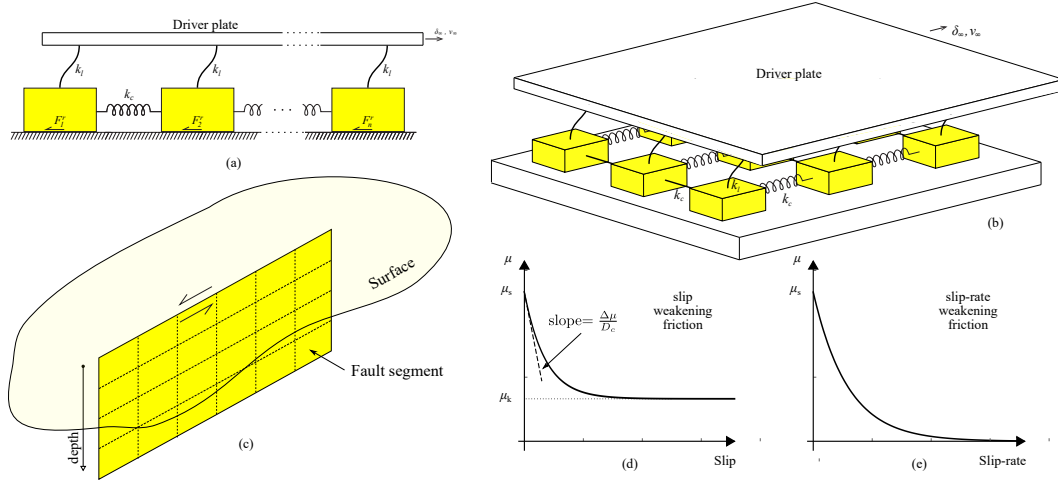 Driver plate
δ∞, v∞
k_l
k_l
k_l
k_c
F_1^r
F_2^r
F_n^r
(a)
δ∞, v∞
Driver plate
k_l
k_c
k_c
(b)
Surface
Fault segment
depth
(c)
μ
μ_s
slip
weakening
friction
slope= Δμ/D_c
μ_k
(d)
Slip
μ
μ_s
slip-rate
weakening
friction
(e)
Slip-rate